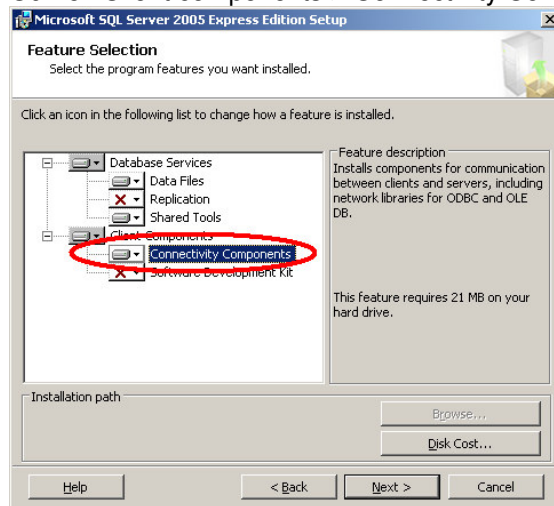 Microsoft SQL Server 2005 Express Edition Setup
Feature Selection
Select the program features you want installed.
Click an icon in the following list to change how a feature is installed.
Database Services
Data Files
Replication
Shared Tools
Client Components
Connectivity Components
Software Development Kit
Feature description
Installs components for communication
between clients and servers, including
network libraries for ODBC and OLE
DB.
This feature requires 21 MB on your
hard drive.
Installation path
Browse...
Disk Cost...
Help
< Back
Next >
Cancel